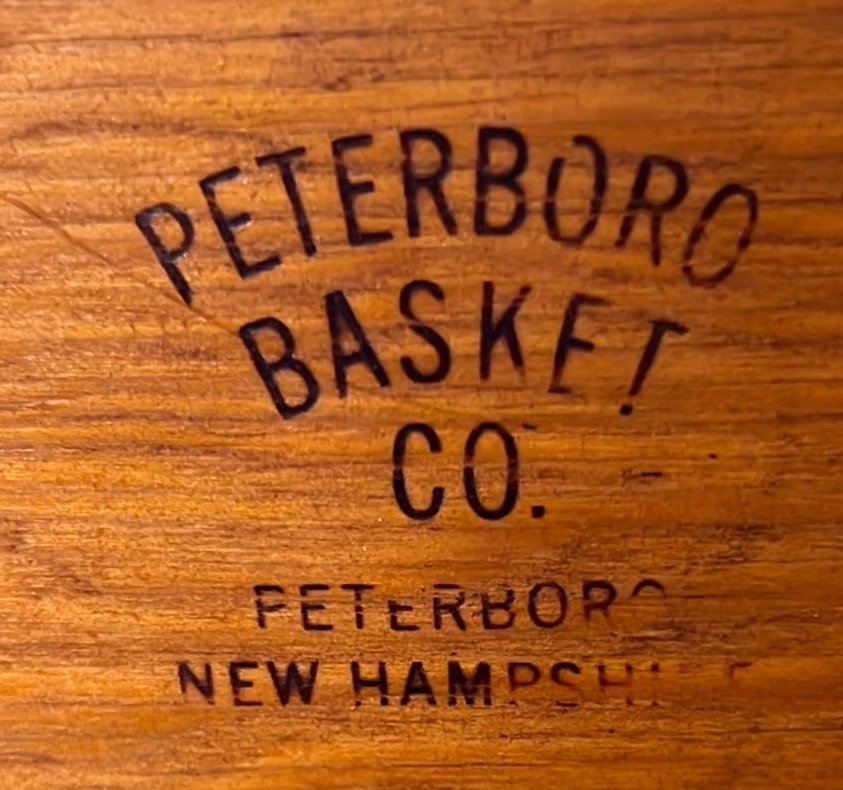 PETERBORO
BASKET
CO.
PETERBORO
NEW HAMPSHIRE